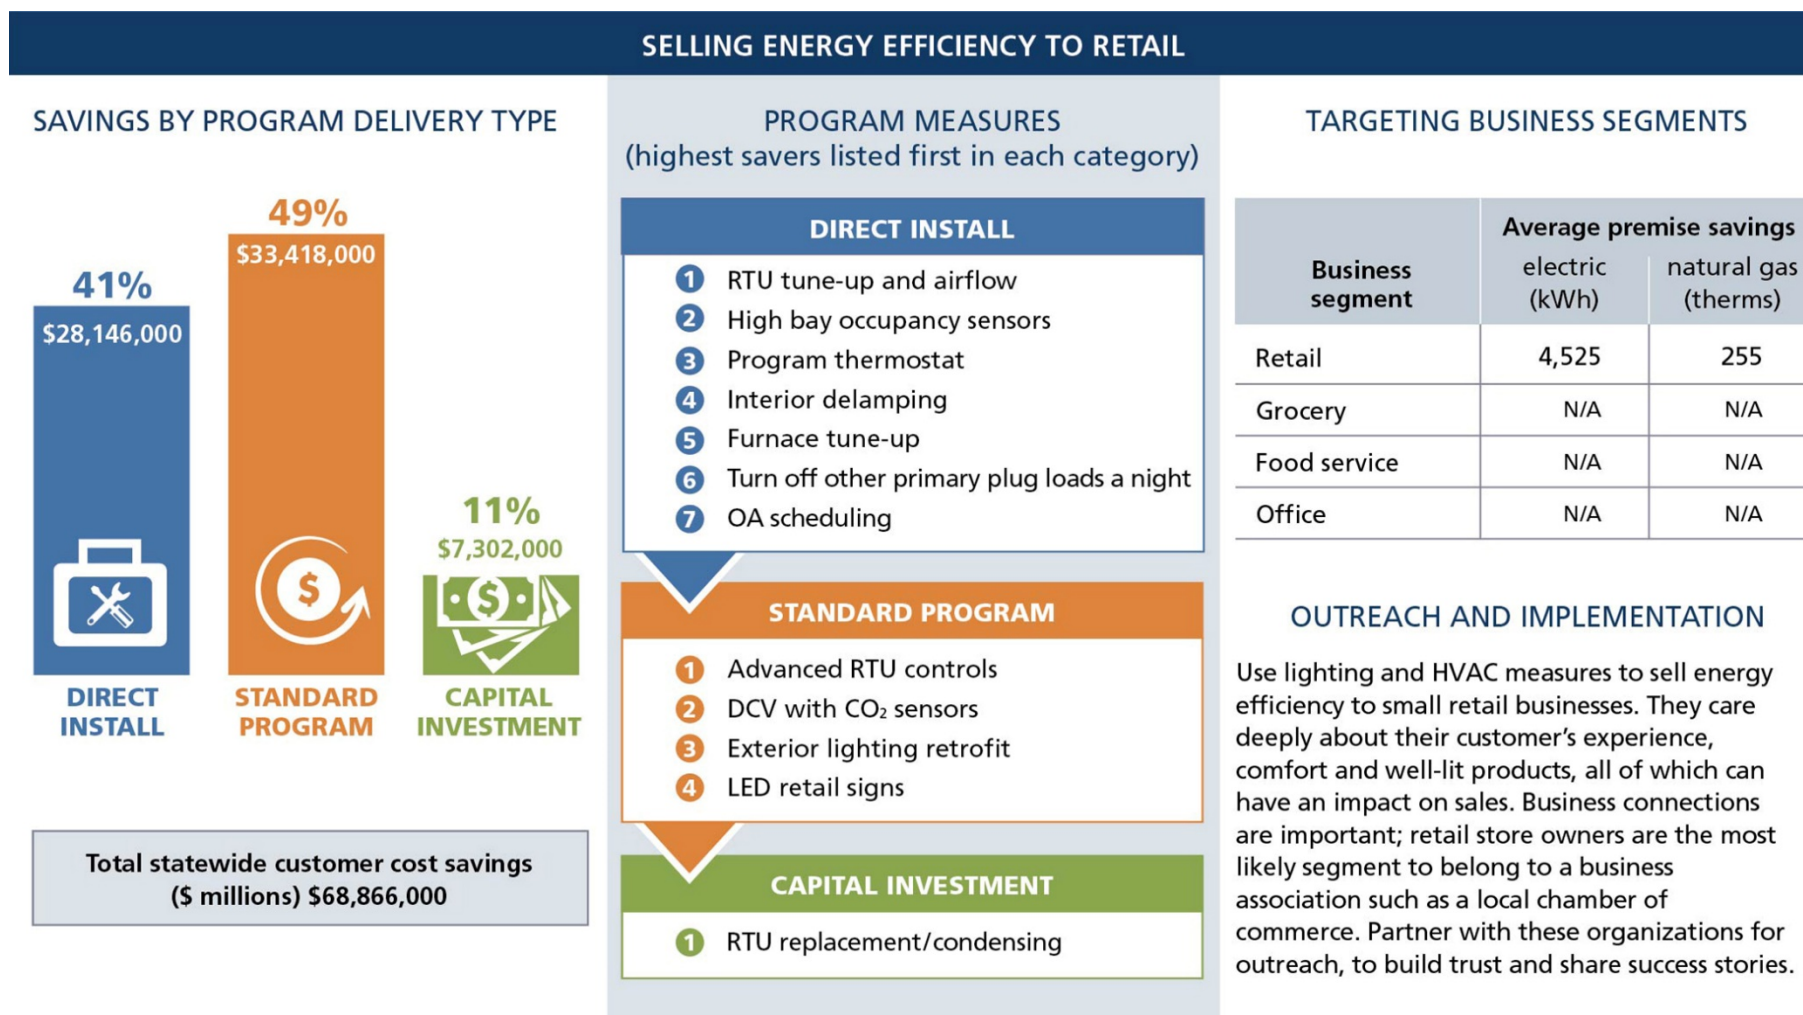 SELLING ENERGY EFFICIENCY TO RETAIL
SAVINGS BY PROGRAM DELIVERY TYPE
41%
$28,146,000
DIRECT
INSTALL
49%
$33,418,000
$
STANDARD
PROGRAM
11%
$7,302,000
$
CAPITAL
INVESTMENT
Total statewide customer cost savings
($ millions) $68,866,000
PROGRAM MEASURES
(highest savers listed first in each category)
DIRECT INSTALL
1 RTU tune-up and airflow
2 High bay occupancy sensors
3 Program thermostat
4 Interior delamping
5 Furnace tune-up
6 Turn off other primary plug loads a night
7 OA scheduling
STANDARD PROGRAM
1 Advanced RTU controls
2 DCV with CO₂ sensors
3 Exterior lighting retrofit
4 LED retail signs
CAPITAL INVESTMENT
1 RTU replacement/condensing
TARGETING BUSINESS SEGMENTS
Business
segment
Average premise savings
electric
(kWh)
natural gas
(therms)
Retail 4,525 255
Grocery N/A N/A
Food service N/A N/A
Office N/A N/A
OUTREACH AND IMPLEMENTATION
Use lighting and HVAC measures to sell energy
efficiency to small retail businesses. They care
deeply about their customer’s experience,
comfort and well-lit products, all of which can
have an impact on sales. Business connections
are important; retail store owners are the most
likely segment to belong to a business
association such as a local chamber of
commerce. Partner with these organizations for
outreach, to build trust and share success stories.